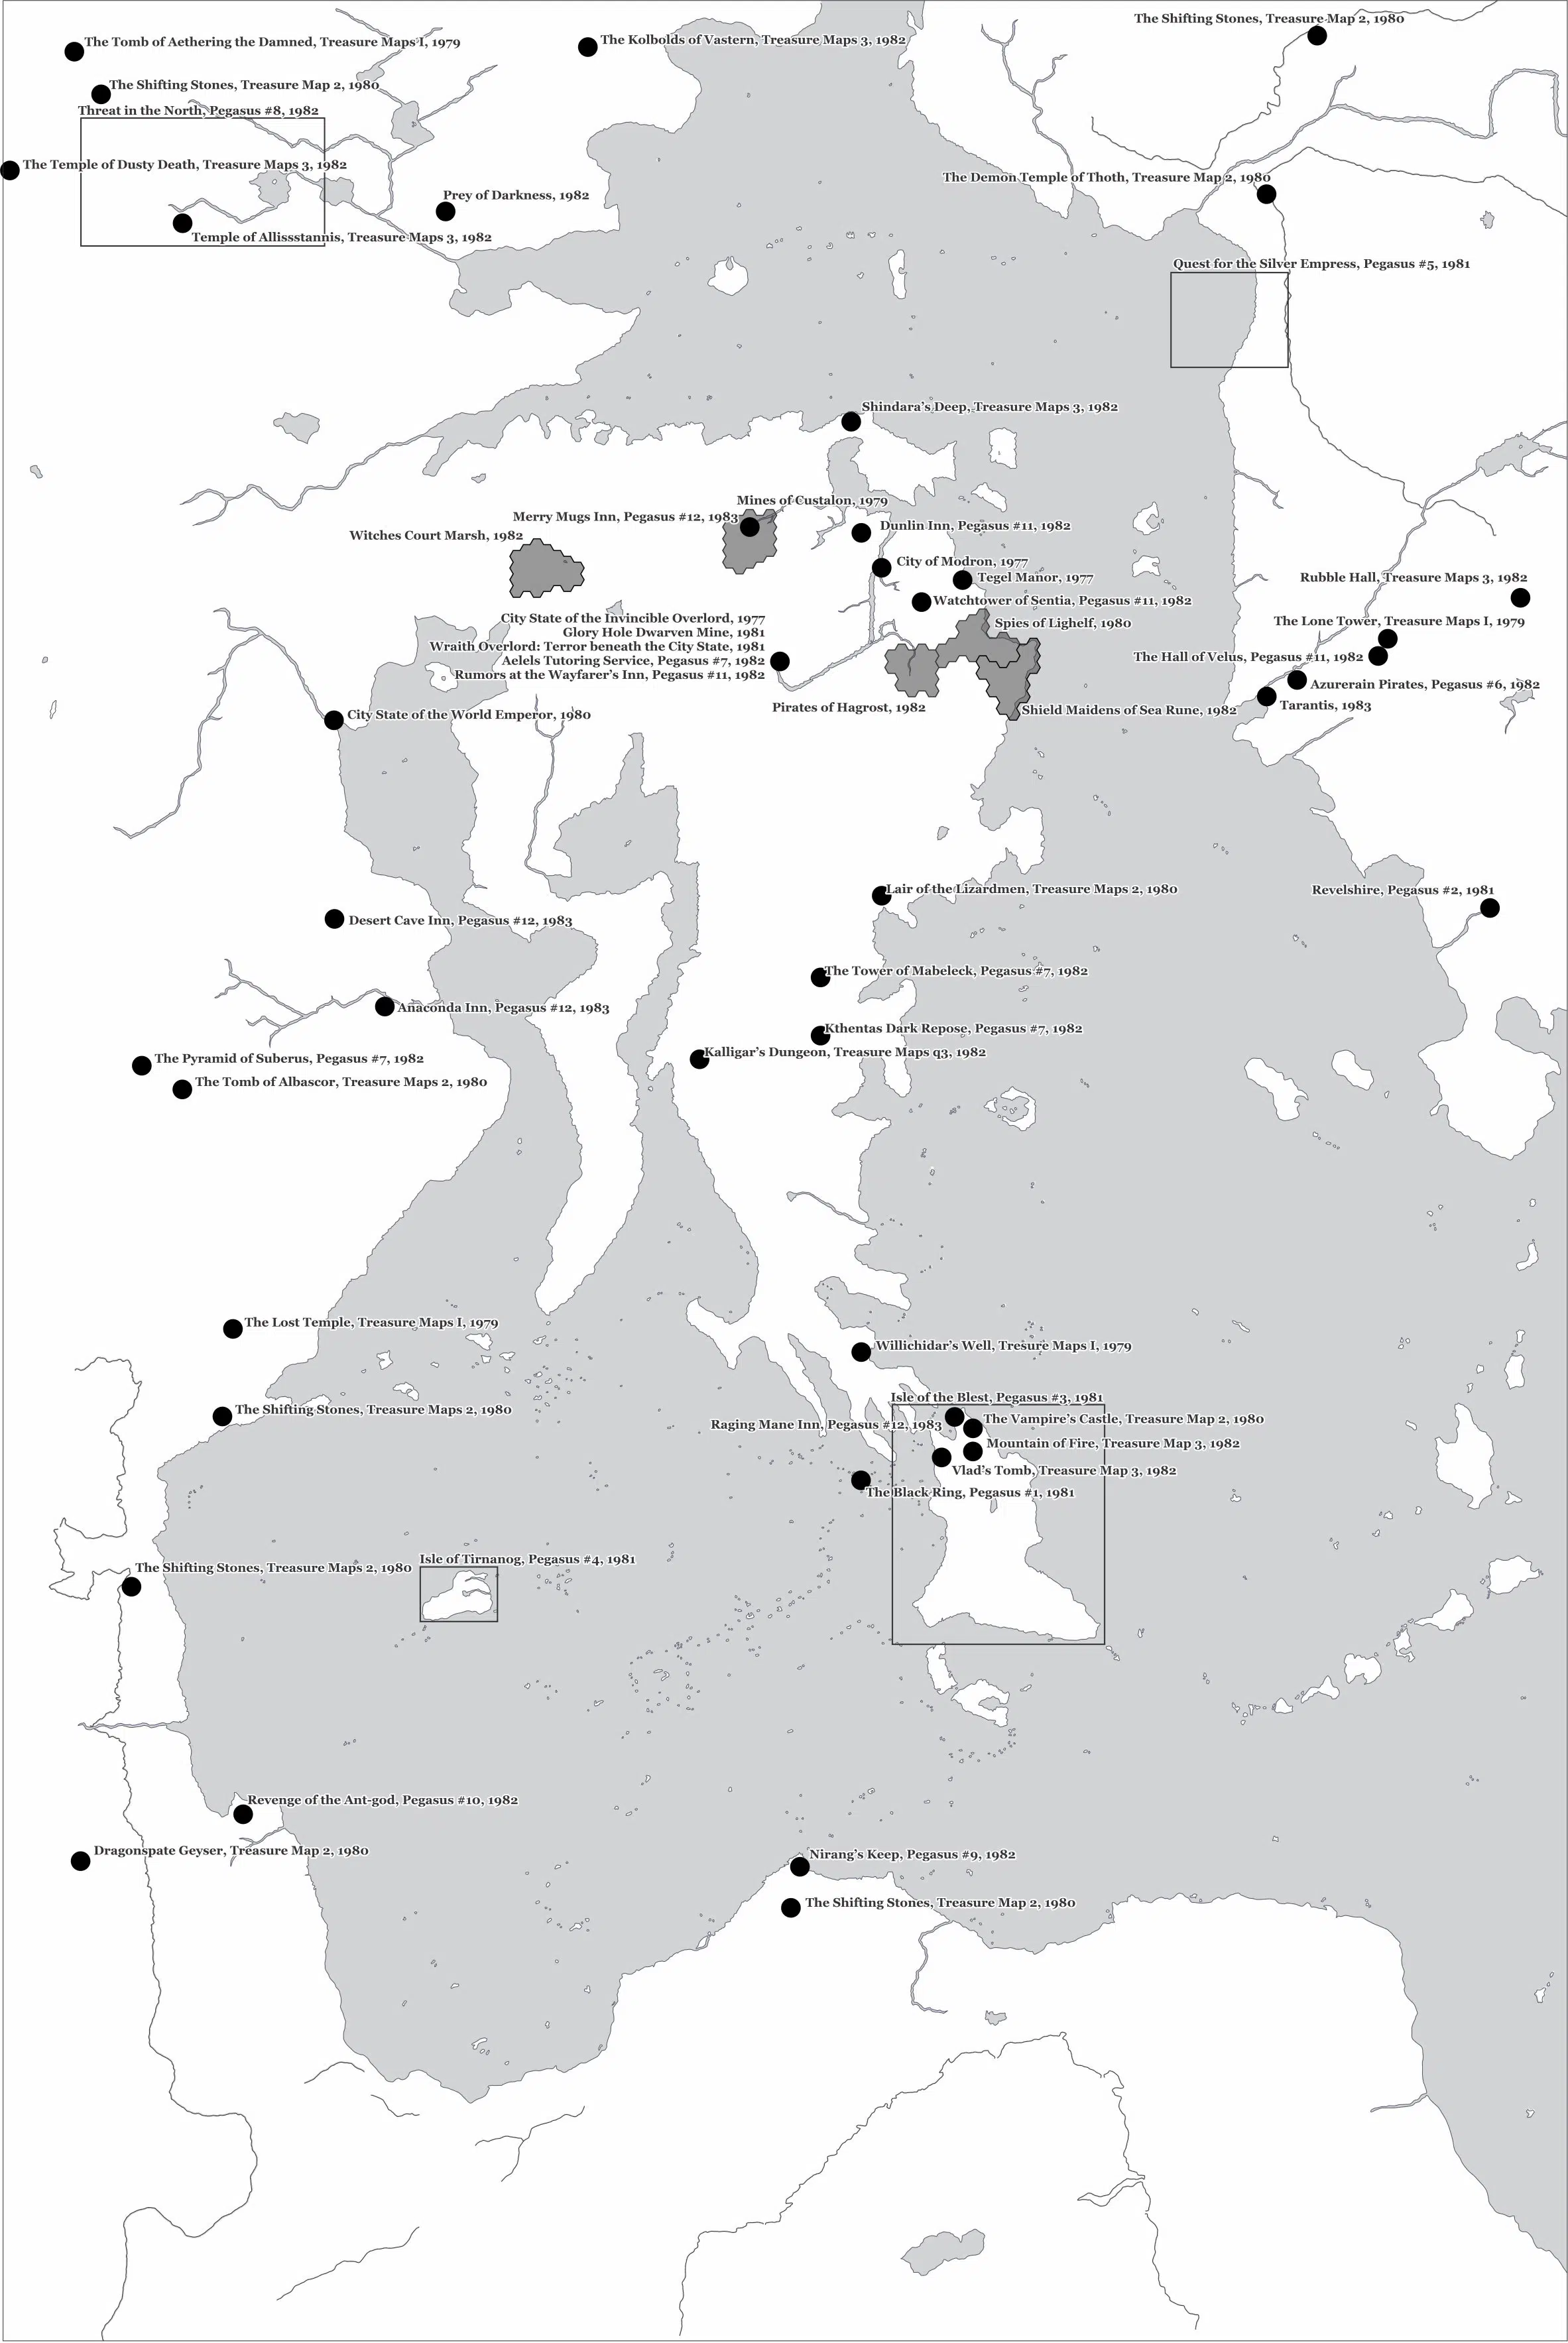 The Shifting Stones, Treasure Map 2, 1980
The Kolbolds of Vastern, Treasure Maps 3, 1982
The Tomb of Aethering the Damned, Treasure Maps I, 1979
The Shifting Stones, Treasure Map 2, 1980
Threat in the North, Pegasus #8, 1982
The Temple of Dusty Death, Treasure Maps 3, 1982
The Demon Temple of Thoth, Treasure Map 2, 1980
Prey of Darkness, 1982
Temple of Allissstannis, Treasure Maps 3, 1982
Quest for the Silver Empress, Pegasus #5, 1981
Shindara's Deep, Treasure Maps 3, 1982
Mines of Custalon, 1979
Merry Mugs Inn, Pegasus #12, 1983
Dunlin Inn, Pegasus #11, 1982
Witches Court Marsh, 1982
City of Modron, 1977
Tegel Manor, 1977
Rubble Hall, Treasure Maps 3, 1982
Watchtower of Sentia, Pegasus #11, 1982
City State of the Invincible Overlord, 1977
Glory Hole Dwarven Mine, 1981
Wraith Overlord: Terror beneath the City State, 1981
Aelels Tutoring Service, Pegasus #7, 1982
Rumors at the Wayfarer's Inn, Pegasus #11, 1982
Spies of Lighelf, 1980
The Lone Tower, Treasure Maps I, 1979
The Hall of Velus, Pegasus #11, 1982
Azurerain Pirates, Pegasus #6, 1982
Tarantis, 1983
Pirates of Hagrost, 1982
Shield Maidens of Sea Rune, 1982
City State of the World Emperor, 1980
Lair of the Lizardmen, Treasure Maps 2, 1980
Revelshire, Pegasus #2, 1981
Desert Cave Inn, Pegasus #12, 1983
The Tower of Mabeleck, Pegasus #7, 1982
Anaconda Inn, Pegasus #12, 1983
Kthentas Dark Repose, Pegasus #7, 1982
Kalligar's Dungeon, Treasure Maps q3, 1982
The Pyramid of Suberus, Pegasus #7, 1982
The Tomb of Albascor, Treasure Maps 2, 1980
The Lost Temple, Treasure Maps I, 1979
Willichidar's Well, Tresure Maps I, 1979
Isle of the Blest, Pegasus #3, 1981
The Shifting Stones, Treasure Maps 2, 1980
Raging Mane Inn, Pegasus #12, 1983
The Vampire's Castle, Treasure Map 2, 1980
Mountain of Fire, Treasure Map 3, 1982
Vlad's Tomb, Treasure Map 3, 1982
The Black Ring, Pegasus #1, 1981
Isle of Tirnanog, Pegasus #4, 1981
The Shifting Stones, Treasure Maps 2, 1980
Revenge of the Ant-god, Pegasus #10, 1982
Dragonspate Geyser, Treasure Map 2, 1980
Nirang's Keep, Pegasus #9, 1982
The Shifting Stones, Treasure Map 2, 1980